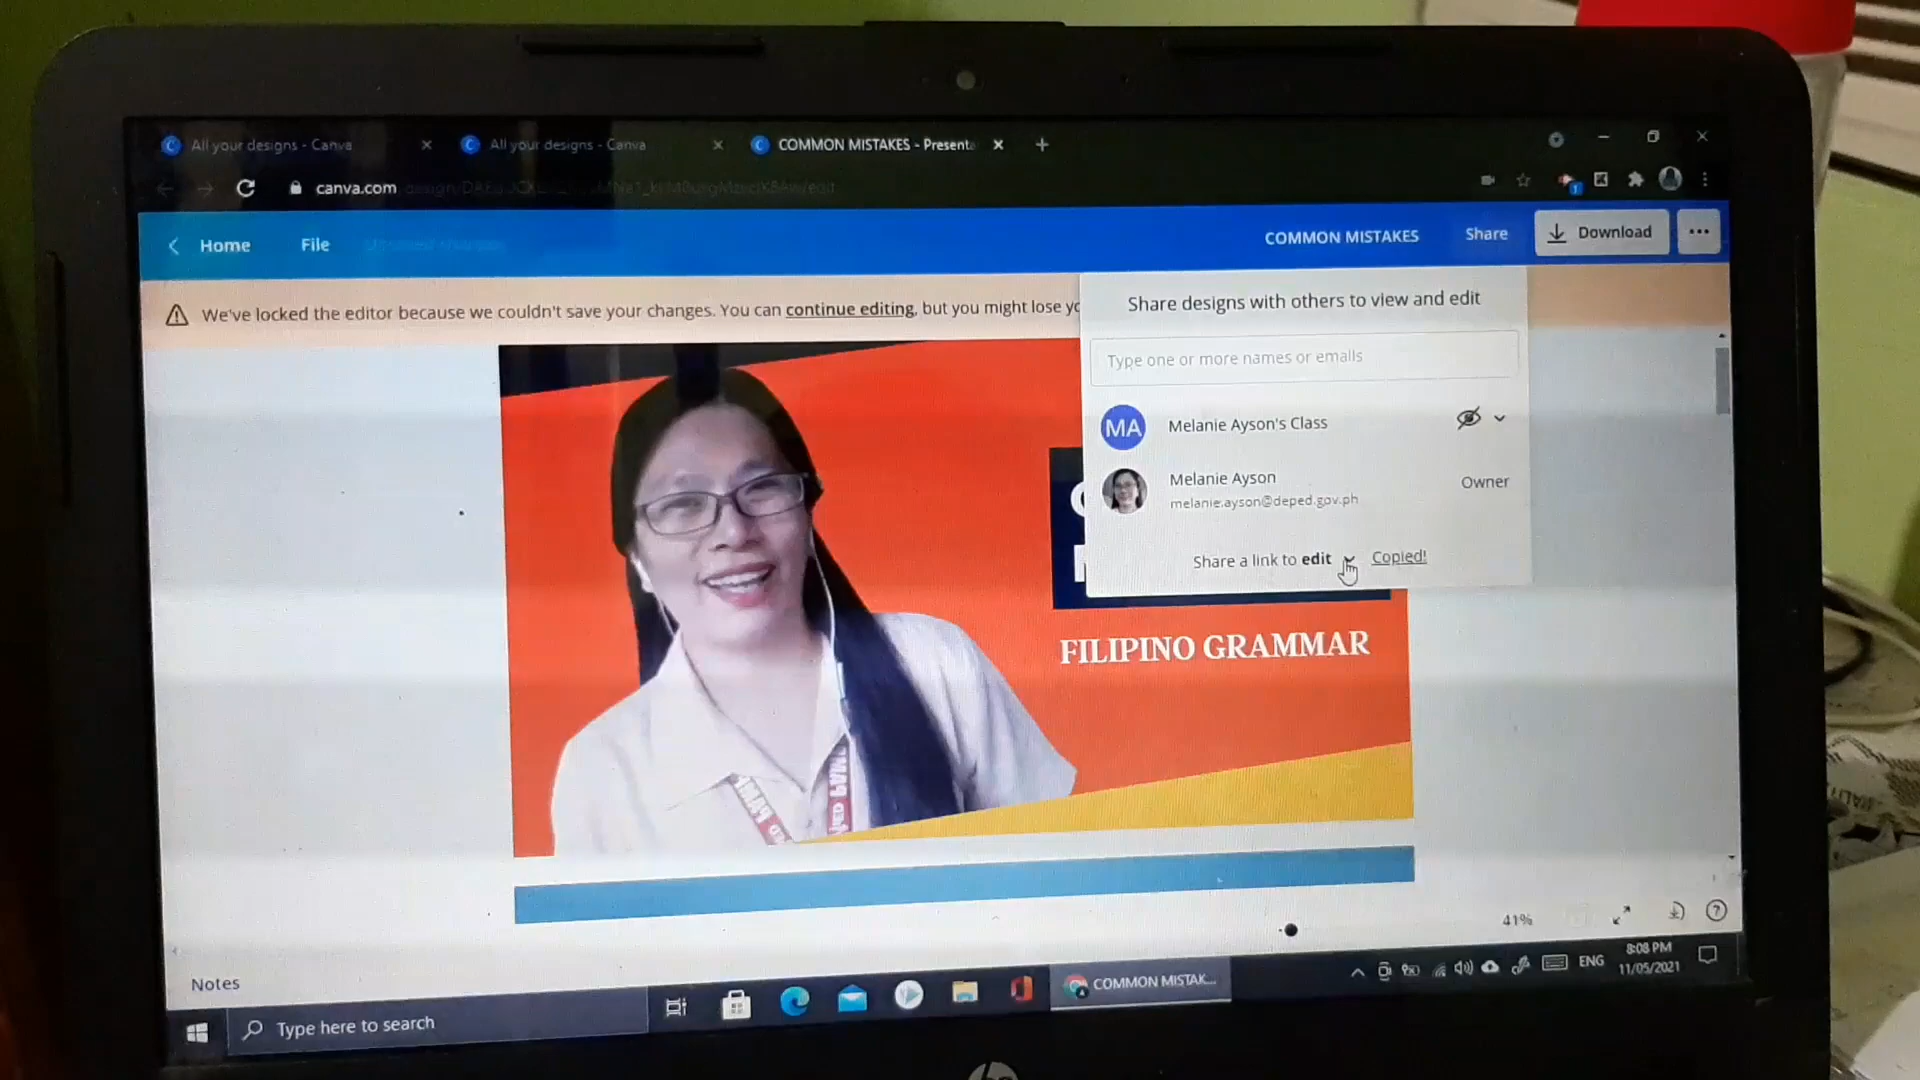 All your designs - Canva
All your designs - Canva
COMMON MISTAKES - Present
canva.com
Home
File
COMMON MISTAKES
Share
Download
We've locked the editor because we couldn't save your changes. You can continue editing, but you might lose yo
Share designs with others to view and edit
Type one or more names or emails
MA
Melanie Ayson's Class
Melanie Ayson
Owner
melanie.ayson@deped.gov.ph
Share a link to edit
Copied!
FILIPINO GRAMMAR
41%
Notes
Type here to search
COMMON MISTAK...
ENG
8:08 PM
11/05/2021
hp